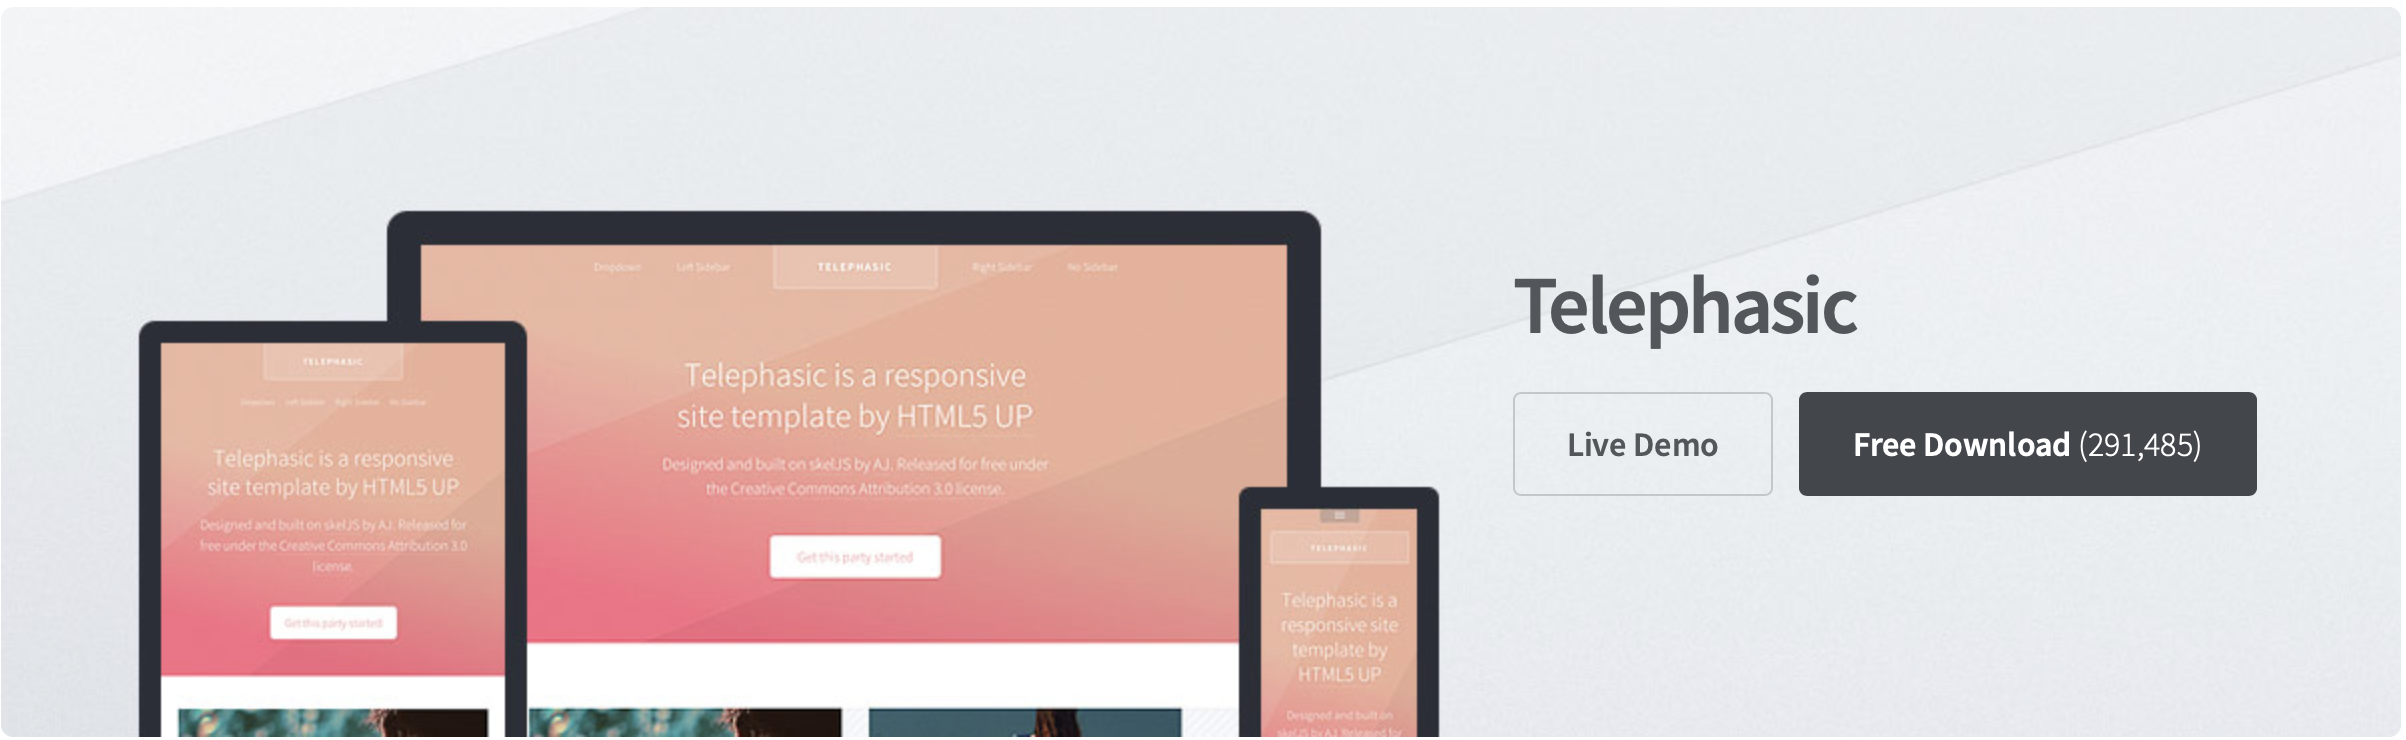 Dropdown Left Sidebar TELEPHASIC Right Sidebar No Sidebar
Telephasic is a responsive
site template by HTML5 UP
Designed and built on skelJS by AJ. Released for free under
the Creative Commons Attribution 3.0 license.
Get this party started
TELEPHASIC
Dropdown Left Sidebar Right Sidebar No Sidebar
Telephasic is a responsive
site template by HTML5 UP
Designed and built on skelJS by AJ. Released for
free under the Creative Commons Attribution 3.0
license.
Get this party started
TELEPHASIC
Telephasic is a
responsive site
template by
HTML5 UP
Designed and built on
skelJS by AJ. Released for
Telephasic
Live Demo
Free Download (291,485)